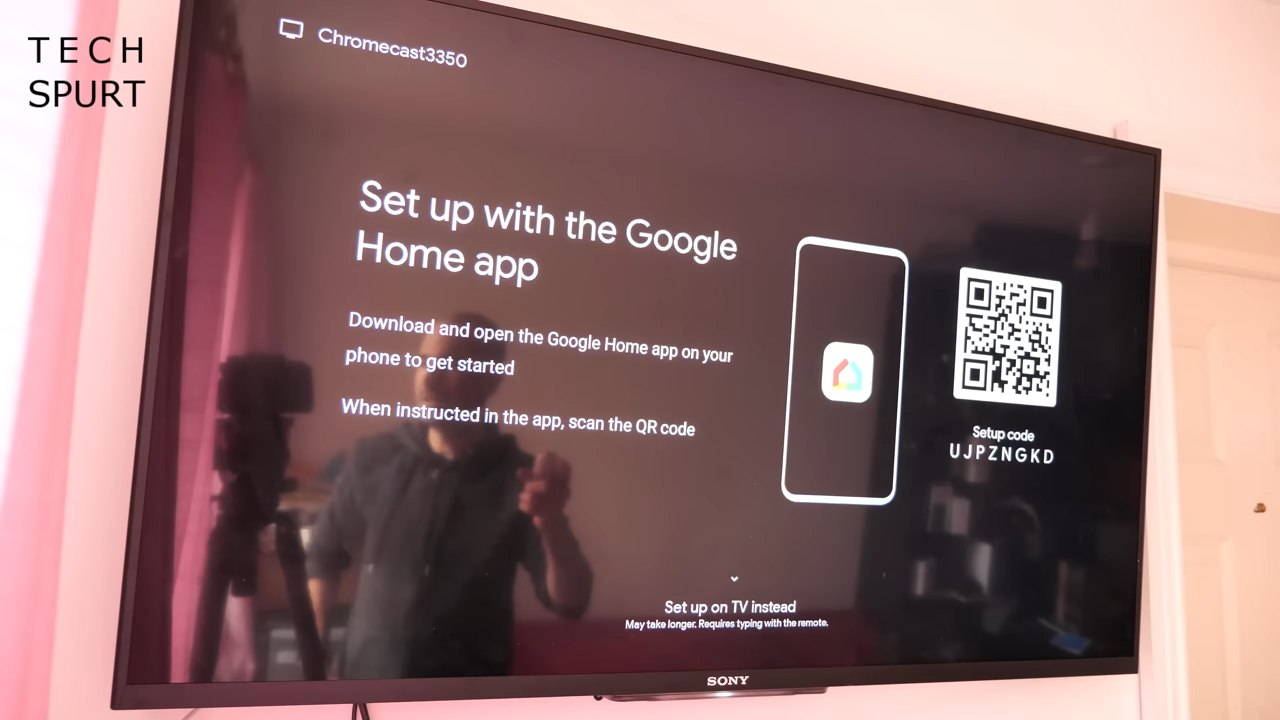 TECH
SPURT
Chromecast3350
Set up with the Google
Home app
Download and open the Google Home app on your
phone to get started
When instructed in the app, scan the QR code
Setup code
UJPZNGKD
Set up on TV instead
May take longer. Requires typing with the remote.
SONY